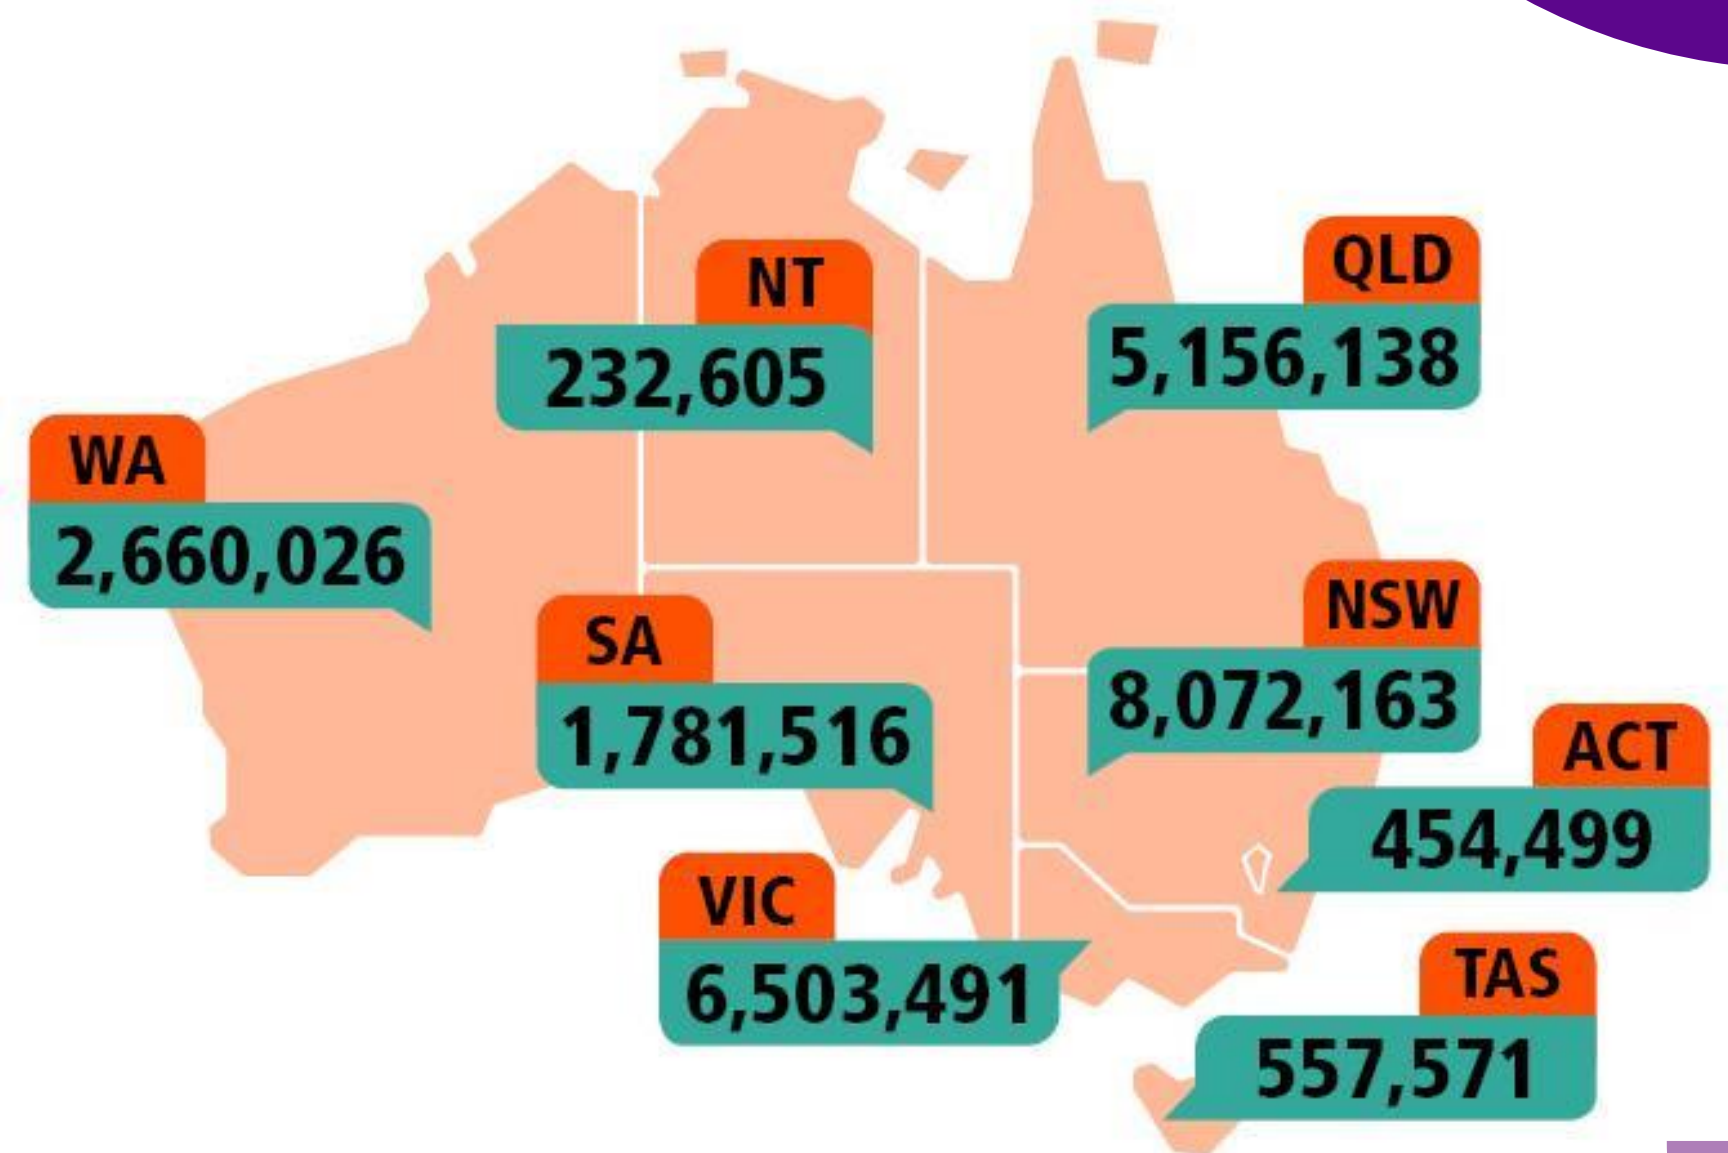 QLD
5,156,138
NT
232,605
WA
2,660,026
NSW
8,072,163
SA
1,781,516
ACT
454,499
VIC
6,503,491
TAS
557,571